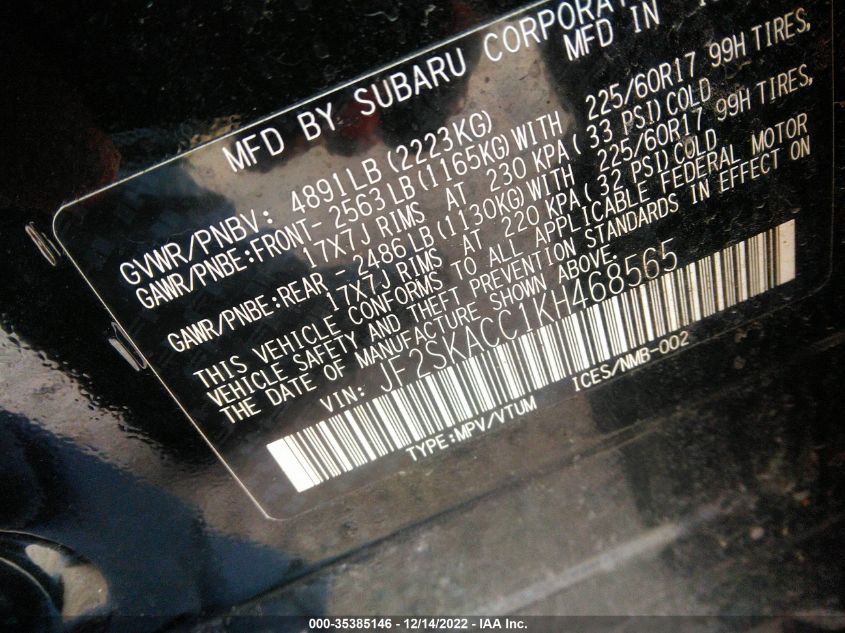 MFD BY SUBARU CORPORAT
MFD IN
GVWR/PNBV: 4891LB(2223KG)
GAWR/PNBE:FRONT-2563LB(1165KG)WITH 225/60R17 99H TIRES,
17X7J RIMS AT 230 KPA(33 PSI)COLD
GAWR/PNBE:REAR -2486LB(1130KG)WITH 225/60R17 99H TIRES,
17X7J RIMS AT 220 KPA(32 PSI)COLD
THIS VEHICLE CONFORMS TO ALL APPLICABLE FEDERAL MOTOR
VEHICLE SAFETY AND THEFT PREVENTION STANDARDS IN EFFECT ON
THE DATE OF MANUFACTURE SHOWN ABOVE.
VIN: JF2SKACC1KH468565
TYPE:MPV/VTUM ICES/NMB-002
000-35385146 - 12/14/2022 - IAA Inc.